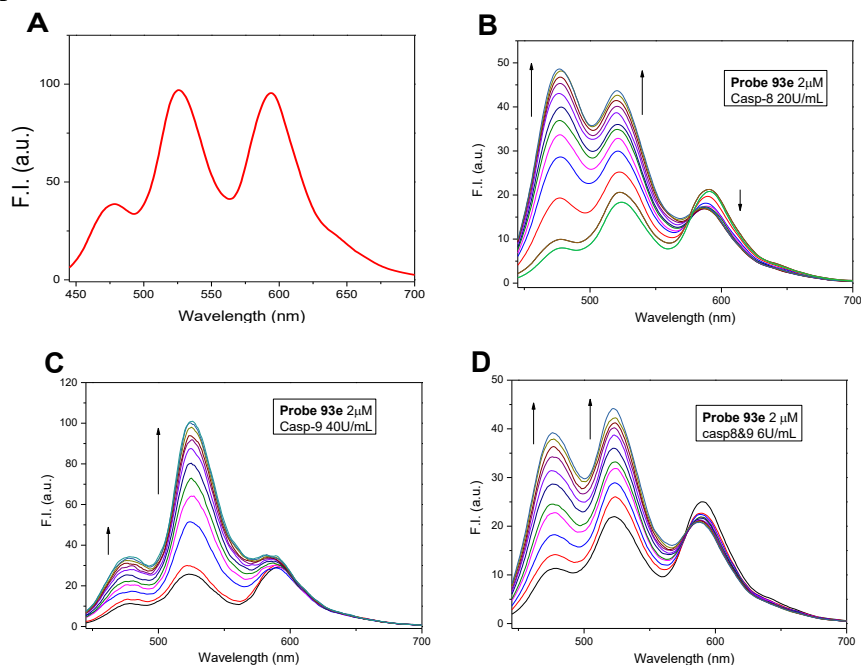 A
F.I. (a.u.)
100
50
0
450
500
550
600
650
700
Wavelength (nm)
B
F.I. (a.u.)
50
40
30
20
10
0
Probe 93e 2μM
Casp-8 20U/mL
500
600
700
Wavelength (nm)
C
F.I. (a.u.)
120
100
80
60
40
20
0
Probe 93e 2μM
Casp-9 40U/mL
500
600
700
Wavelength (nm)
D
F.I. (a.u.)
50
40
30
20
10
0
Probe 93e 2 μM
casp8&9 6U/mL
500
600
700
Wavelength (nm)